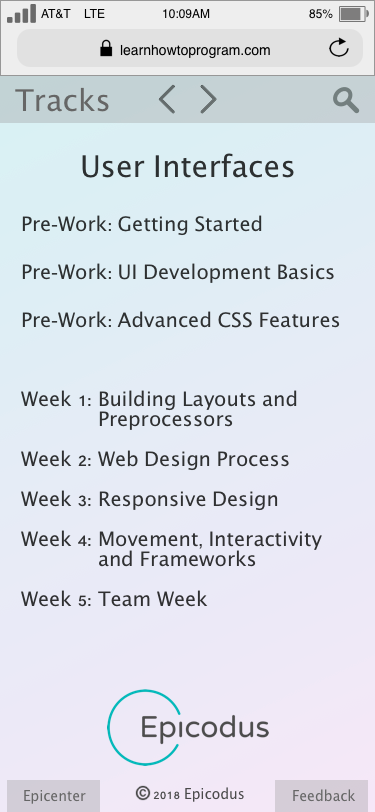 AT&T LTE 10:09AM 85%
learnhowtoprogram.com
Tracks
User Interfaces
Pre-Work: Getting Started
Pre-Work: UI Development Basics
Pre-Work: Advanced CSS Features
Week 1: Building Layouts and
Preprocessors
Week 2: Web Design Process
Week 3: Responsive Design
Week 4: Movement, Interactivity
and Frameworks
Week 5: Team Week
Epicodus
Epicenter © 2018 Epicodus Feedback